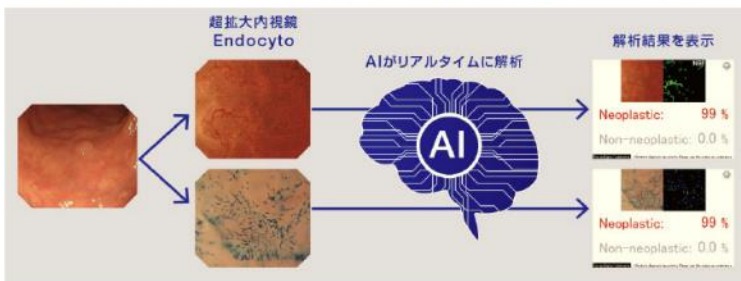 超拡大内視鏡
Endocyto
AIがリアルタイムに解析
解析結果を表示
AI
NBI
Neoplastic: 99 %
Non-neoplastic: 0.0 %
Neoplastic: 99 %
Non-neoplastic: 0.0 %